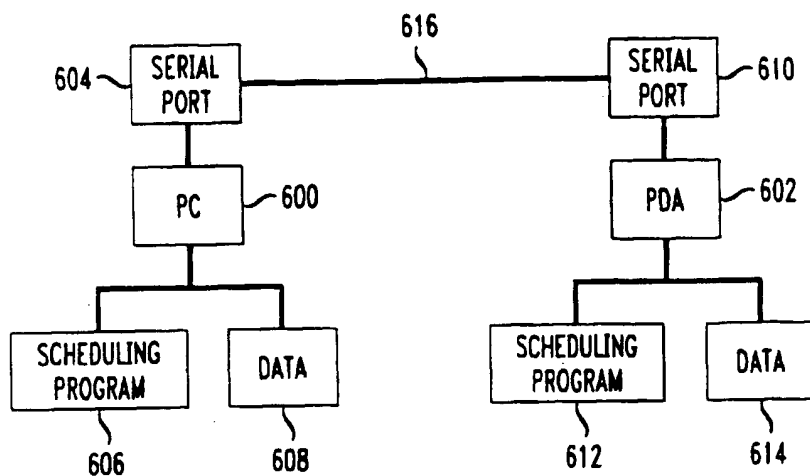 616
604
SERIAL
PORT
SERIAL
PORT
610
PC
600
PDA
602
SCHEDULING
PROGRAM
DATA
SCHEDULING
PROGRAM
DATA
606
608
612
614